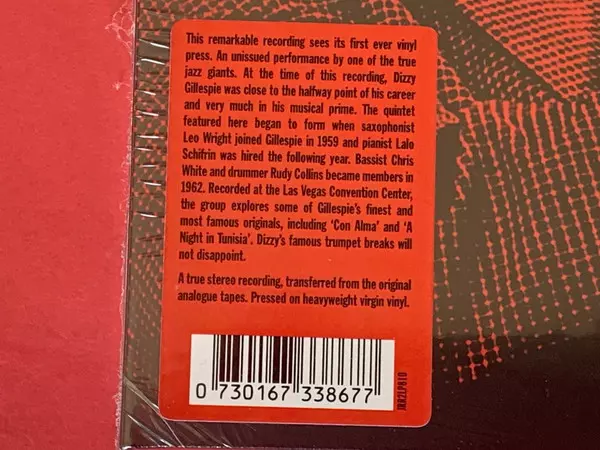 This remarkable recording sees its first ever vinyl
press. An unissued performance by one of the true
jazz giants. At the time of this recording, Dizzy
Gillespie was close to the halfway point of his career
and very much in his musical prime. The quintet
featured here began to form when saxophonist
Leo Wright joined Gillespie in 1959 and pianist Lalo
Schifrin was hired the following year. Bassist Chris
White and drummer Rudy Collins became members in
1962. Recorded at the Las Vegas Convention Center,
the group explores some of Gillespie's finest and
most famous originals, including 'Con Alma' and 'A
Night in Tunisia'. Dizzy's famous trumpet breaks will
not disappoint.
A true stereo recording, transferred from the original
analogue tapes. Pressed on heavyweight virgin vinyl.
0 730167 338677